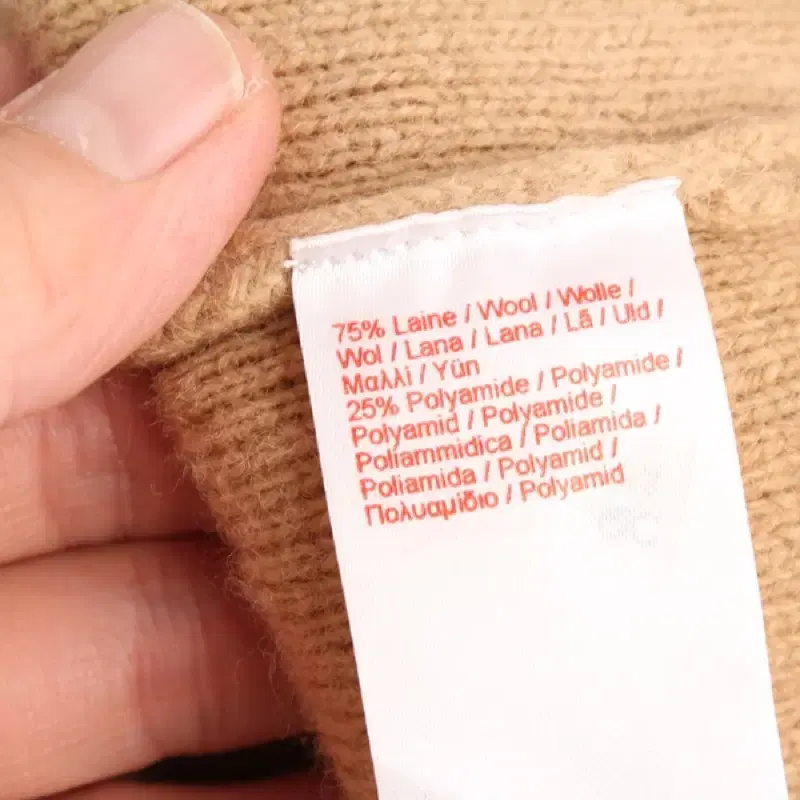 75% Laine / Wool / Wolle /
Wol / Lana / Lana / Lã / Uld /
Μαλλί / Yün
25% Polyamide / Polyamide /
Polyamid / Polyamide /
Poliammidica / Poliamida /
Poliamida / Polyamid /
Πολυαμίδιο / Polyamid